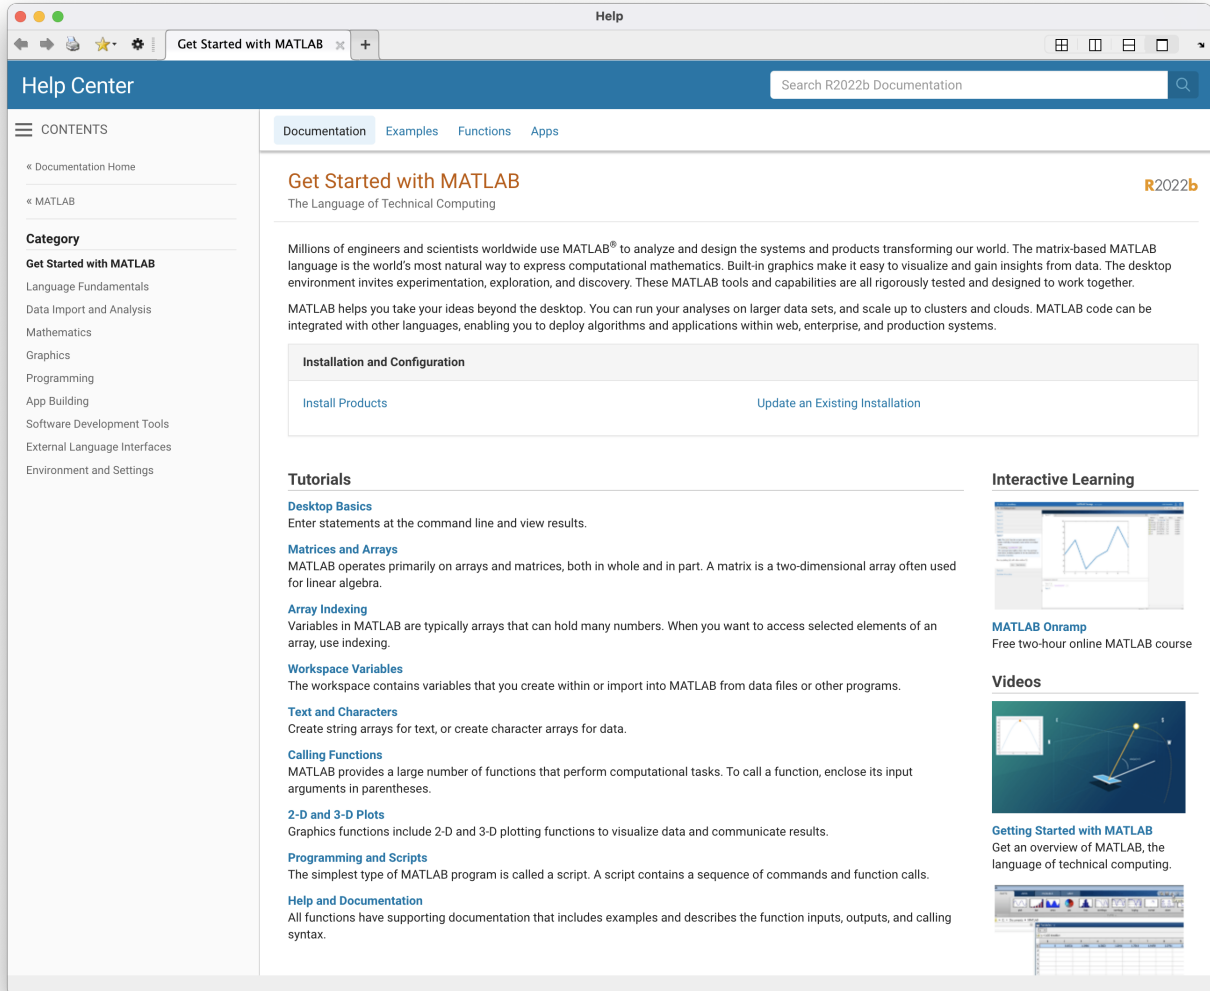 Help
Get Started with MATLAB
Help Center
Search R2022b Documentation
CONTENTS
« Documentation Home
« MATLAB
Category
Get Started with MATLAB
Language Fundamentals
Data Import and Analysis
Mathematics
Graphics
Programming
App Building
Software Development Tools
External Language Interfaces
Environment and Settings
Documentation Examples Functions Apps
Get Started with MATLAB
The Language of Technical Computing
R2022b
Millions of engineers and scientists worldwide use MATLAB® to analyze and design the systems and products transforming our world. The matrix-based MATLAB
language is the world's most natural way to express computational mathematics. Built-in graphics make it easy to visualize and gain insights from data. The desktop
environment invites experimentation, exploration, and discovery. These MATLAB tools and capabilities are all rigorously tested and designed to work together.
MATLAB helps you take your ideas beyond the desktop. You can run your analyses on larger data sets, and scale up to clusters and clouds. MATLAB code can be
integrated with other languages, enabling you to deploy algorithms and applications within web, enterprise, and production systems.
Installation and Configuration
Install Products
Update an Existing Installation
Tutorials
Desktop Basics
Enter statements at the command line and view results.
Matrices and Arrays
MATLAB operates primarily on arrays and matrices, both in whole and in part. A matrix is a two-dimensional array often used
for linear algebra.
Array Indexing
Variables in MATLAB are typically arrays that can hold many numbers. When you want to access selected elements of an
array, use indexing.
Workspace Variables
The workspace contains variables that you create within or import into MATLAB from data files or other programs.
Text and Characters
Create string arrays for text, or create character arrays for data.
Calling Functions
MATLAB provides a large number of functions that perform computational tasks. To call a function, enclose its input
arguments in parentheses.
2-D and 3-D Plots
Graphics functions include 2-D and 3-D plotting functions to visualize data and communicate results.
Programming and Scripts
The simplest type of MATLAB program is called a script. A script contains a sequence of commands and function calls.
Help and Documentation
All functions have supporting documentation that includes examples and describes the function inputs, outputs, and calling
syntax.
Interactive Learning
MATLAB Onramp
Free two-hour online MATLAB course
Videos
Getting Started with MATLAB
Get an overview of MATLAB, the
language of technical computing.